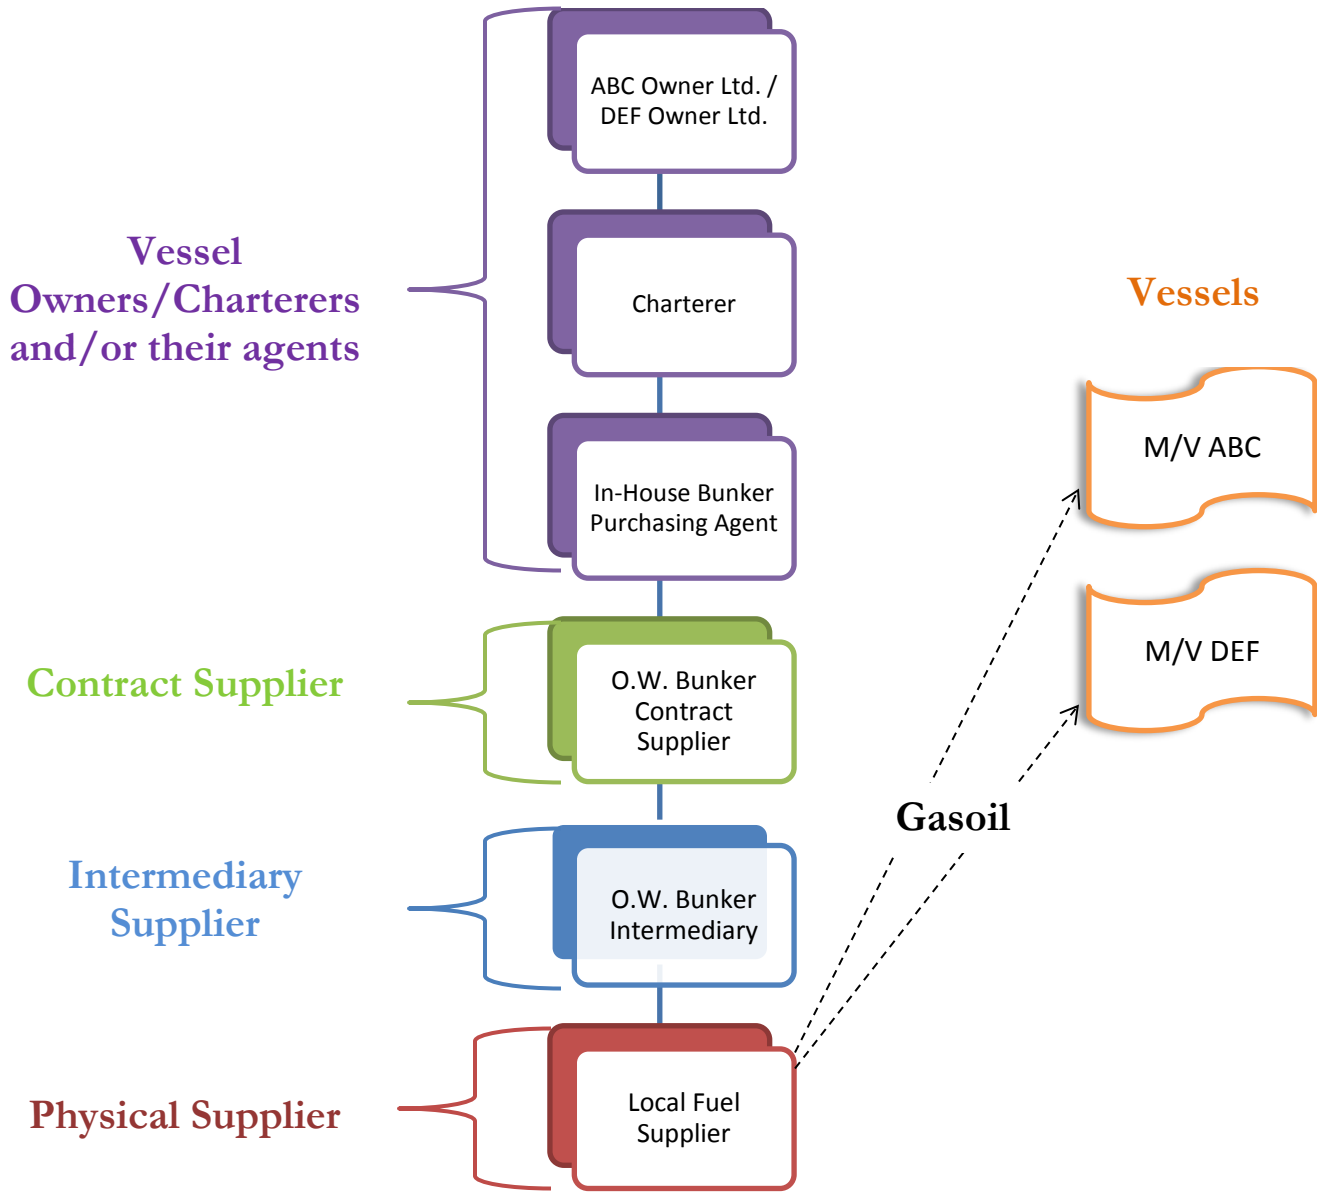 ABC Owner Ltd. /
DEF Owner Ltd.
Vessel
Owners/Charterers
and/or their agents
Charterer
In-House Bunker
Purchasing Agent
Contract Supplier
O.W. Bunker
Contract
Supplier
Intermediary
Supplier
O.W. Bunker
Intermediary
Physical Supplier
Local Fuel
Supplier
Vessels
M/V ABC
M/V DEF
Gasoil